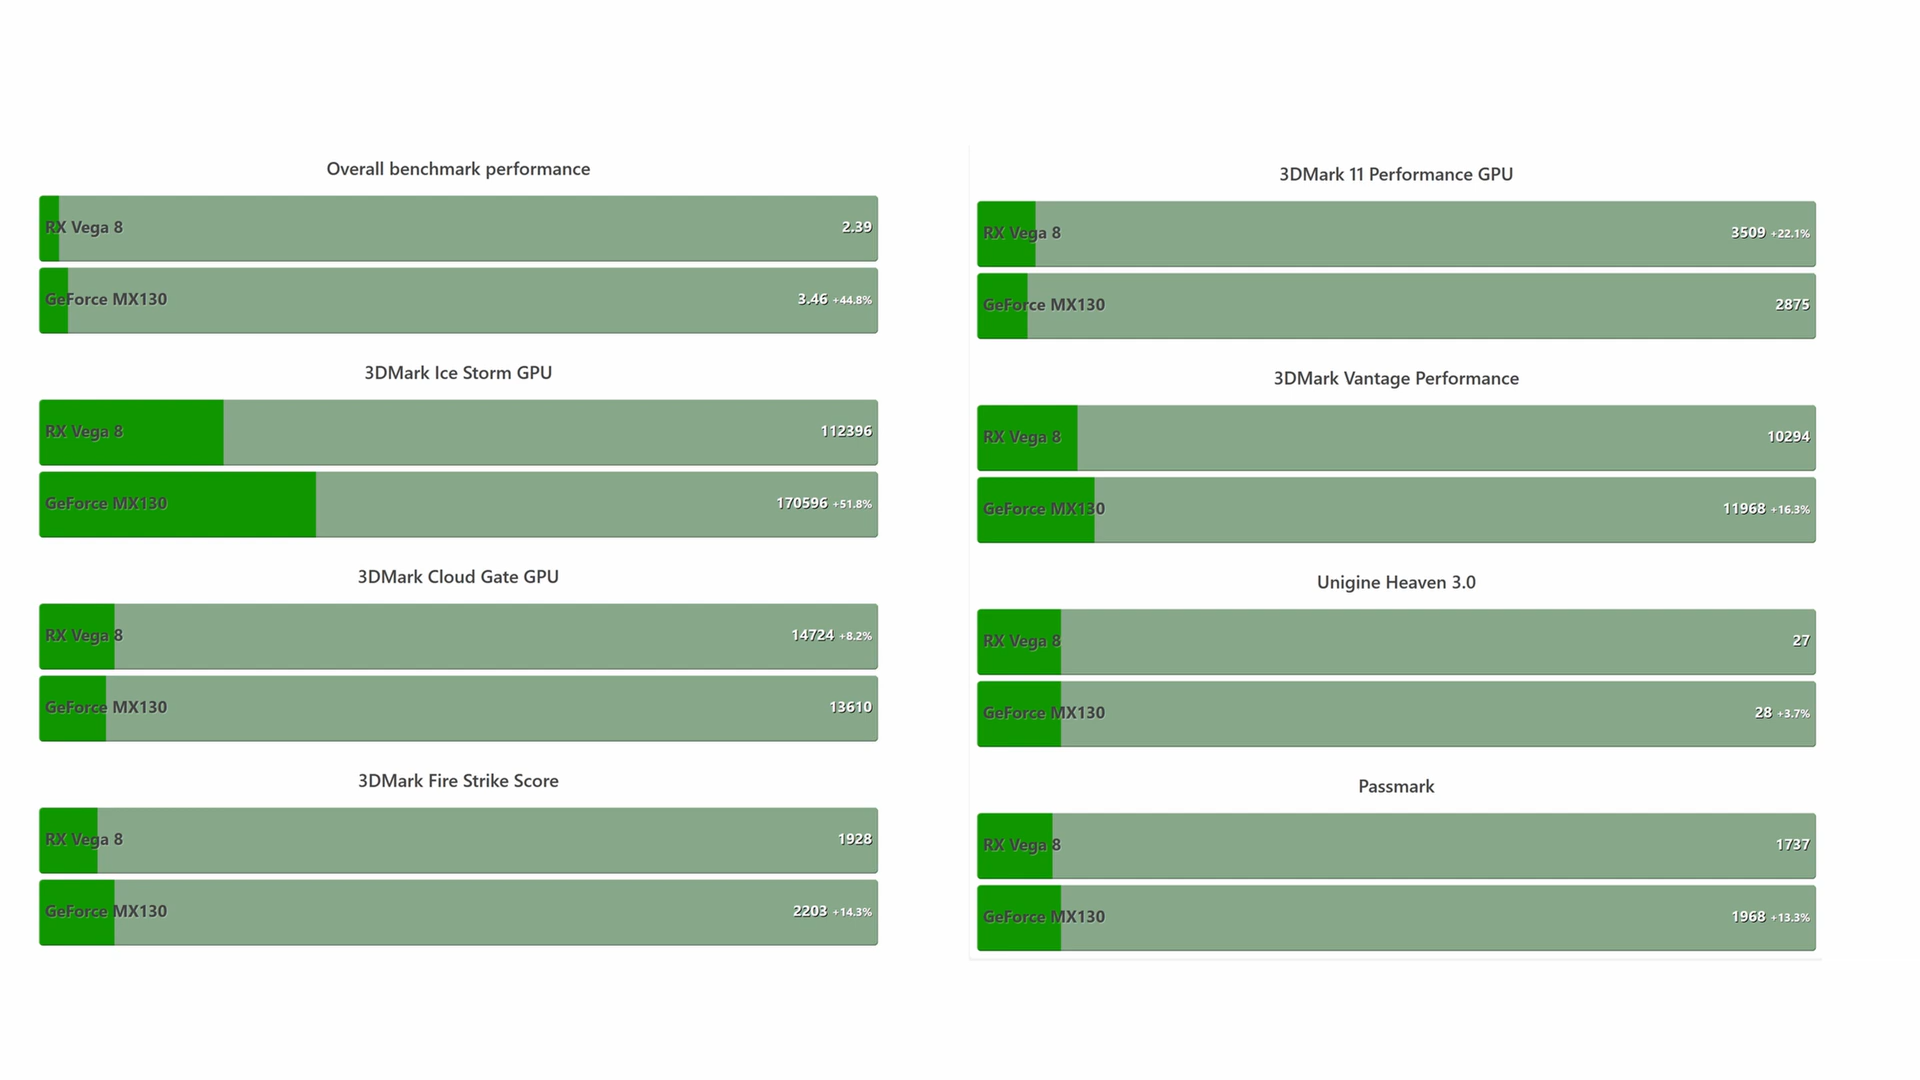 Overall benchmark performance
RX Vega 8 2.39
GeForce MX130 3.46 +44.8%
3DMark Ice Storm GPU
RX Vega 8 112396
GeForce MX130 170596 +51.8%
3DMark Cloud Gate GPU
RX Vega 8 14724 +8.2%
GeForce MX130 13610
3DMark Fire Strike Score
RX Vega 8 1928
GeForce MX130 2203 +14.3%
3DMark 11 Performance GPU
RX Vega 8 3509 +22.1%
GeForce MX130 2875
3DMark Vantage Performance
RX Vega 8 10294
GeForce MX130 11968 +16.3%
Unigine Heaven 3.0
RX Vega 8 27
GeForce MX130 28 +3.7%
Passmark
RX Vega 8 1737
GeForce MX130 1968 +13.3%